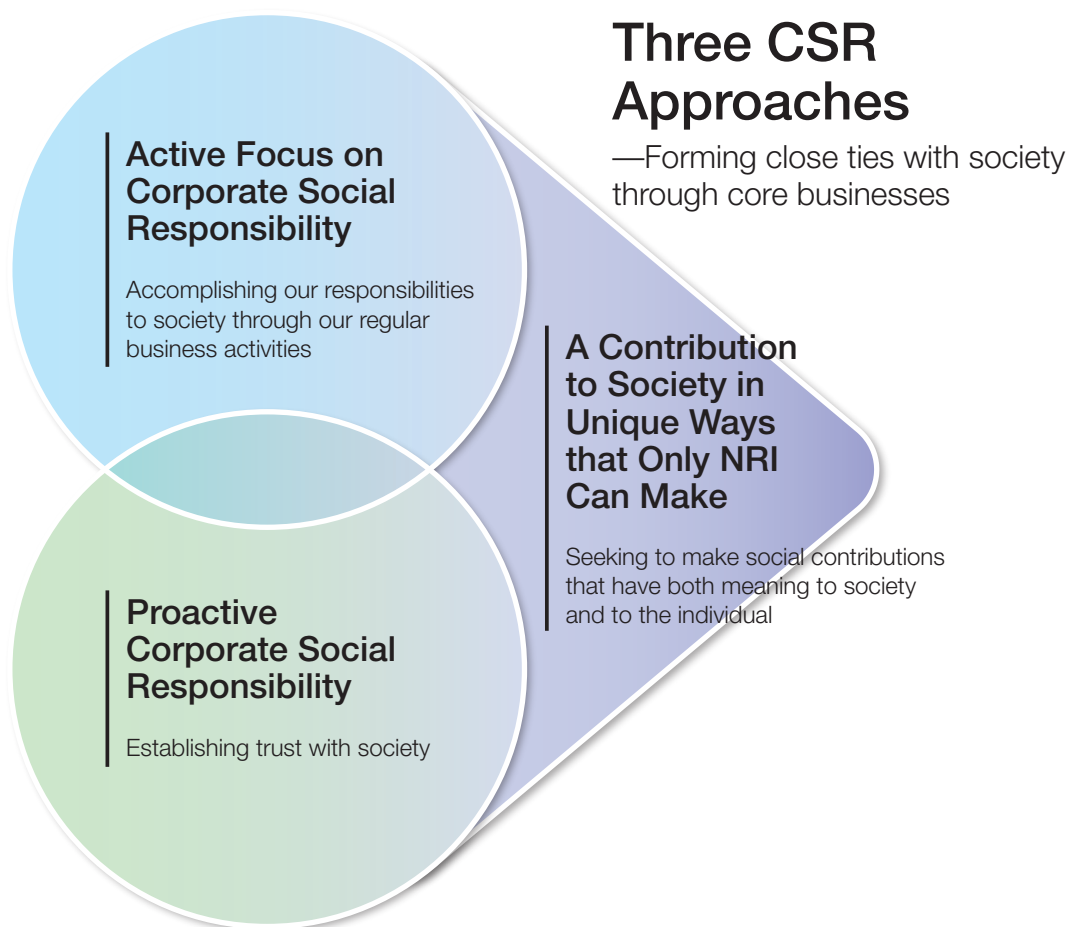 Three CSR
Approaches
—Forming close ties with society
through core businesses
Active Focus on
Corporate Social
Responsibility
Accomplishing our responsibilities
to society through our regular
business activities
A Contribution
to Society in
Unique Ways
that Only NRI
Can Make
Seeking to make social contributions
that have both meaning to society
and to the individual
Proactive
Corporate Social
Responsibility
Establishing trust with society